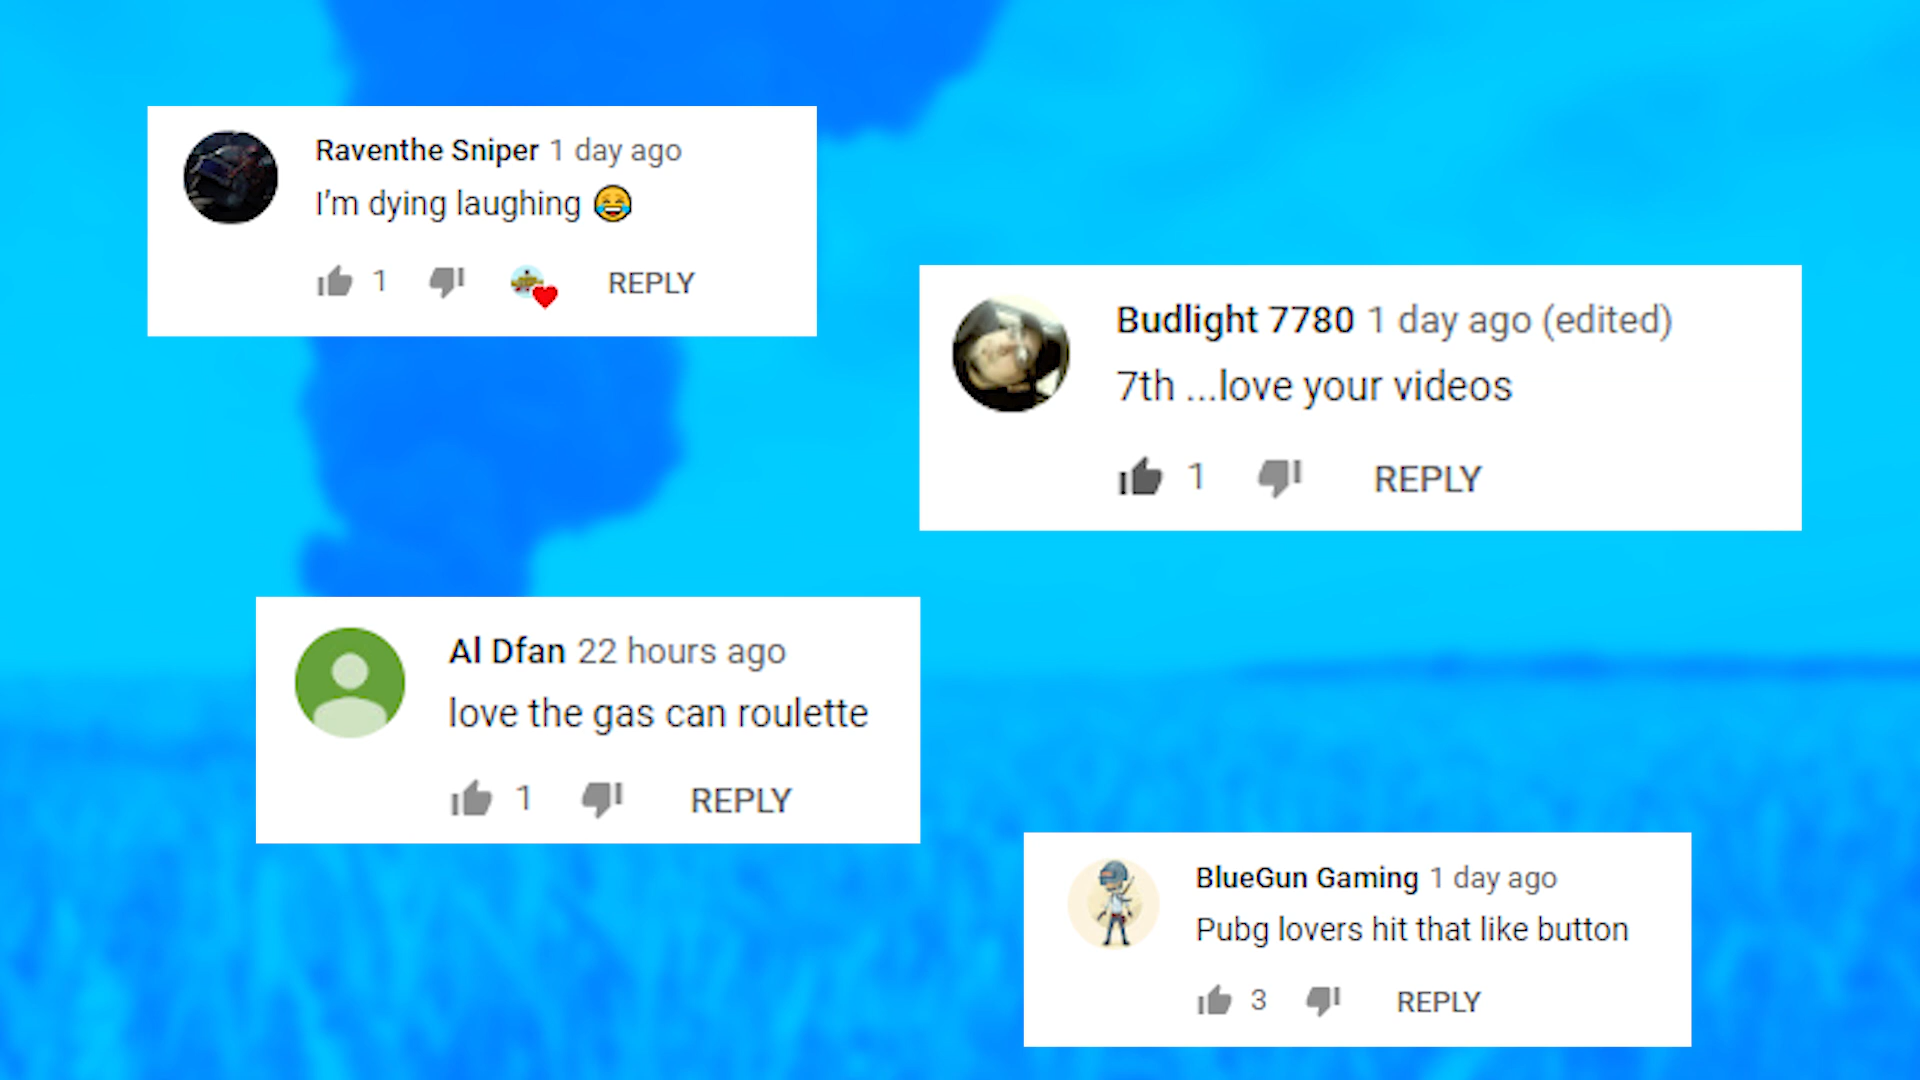 Raventhe Sniper 1 day ago
I'm dying laughing 😂
1 REPLY
Budlight 7780 1 day ago (edited)
7th ...love your videos
1 REPLY
Al Dfan 22 hours ago
love the gas can roulette
1 REPLY
BlueGun Gaming 1 day ago
Pubg lovers hit that like button
3 REPLY